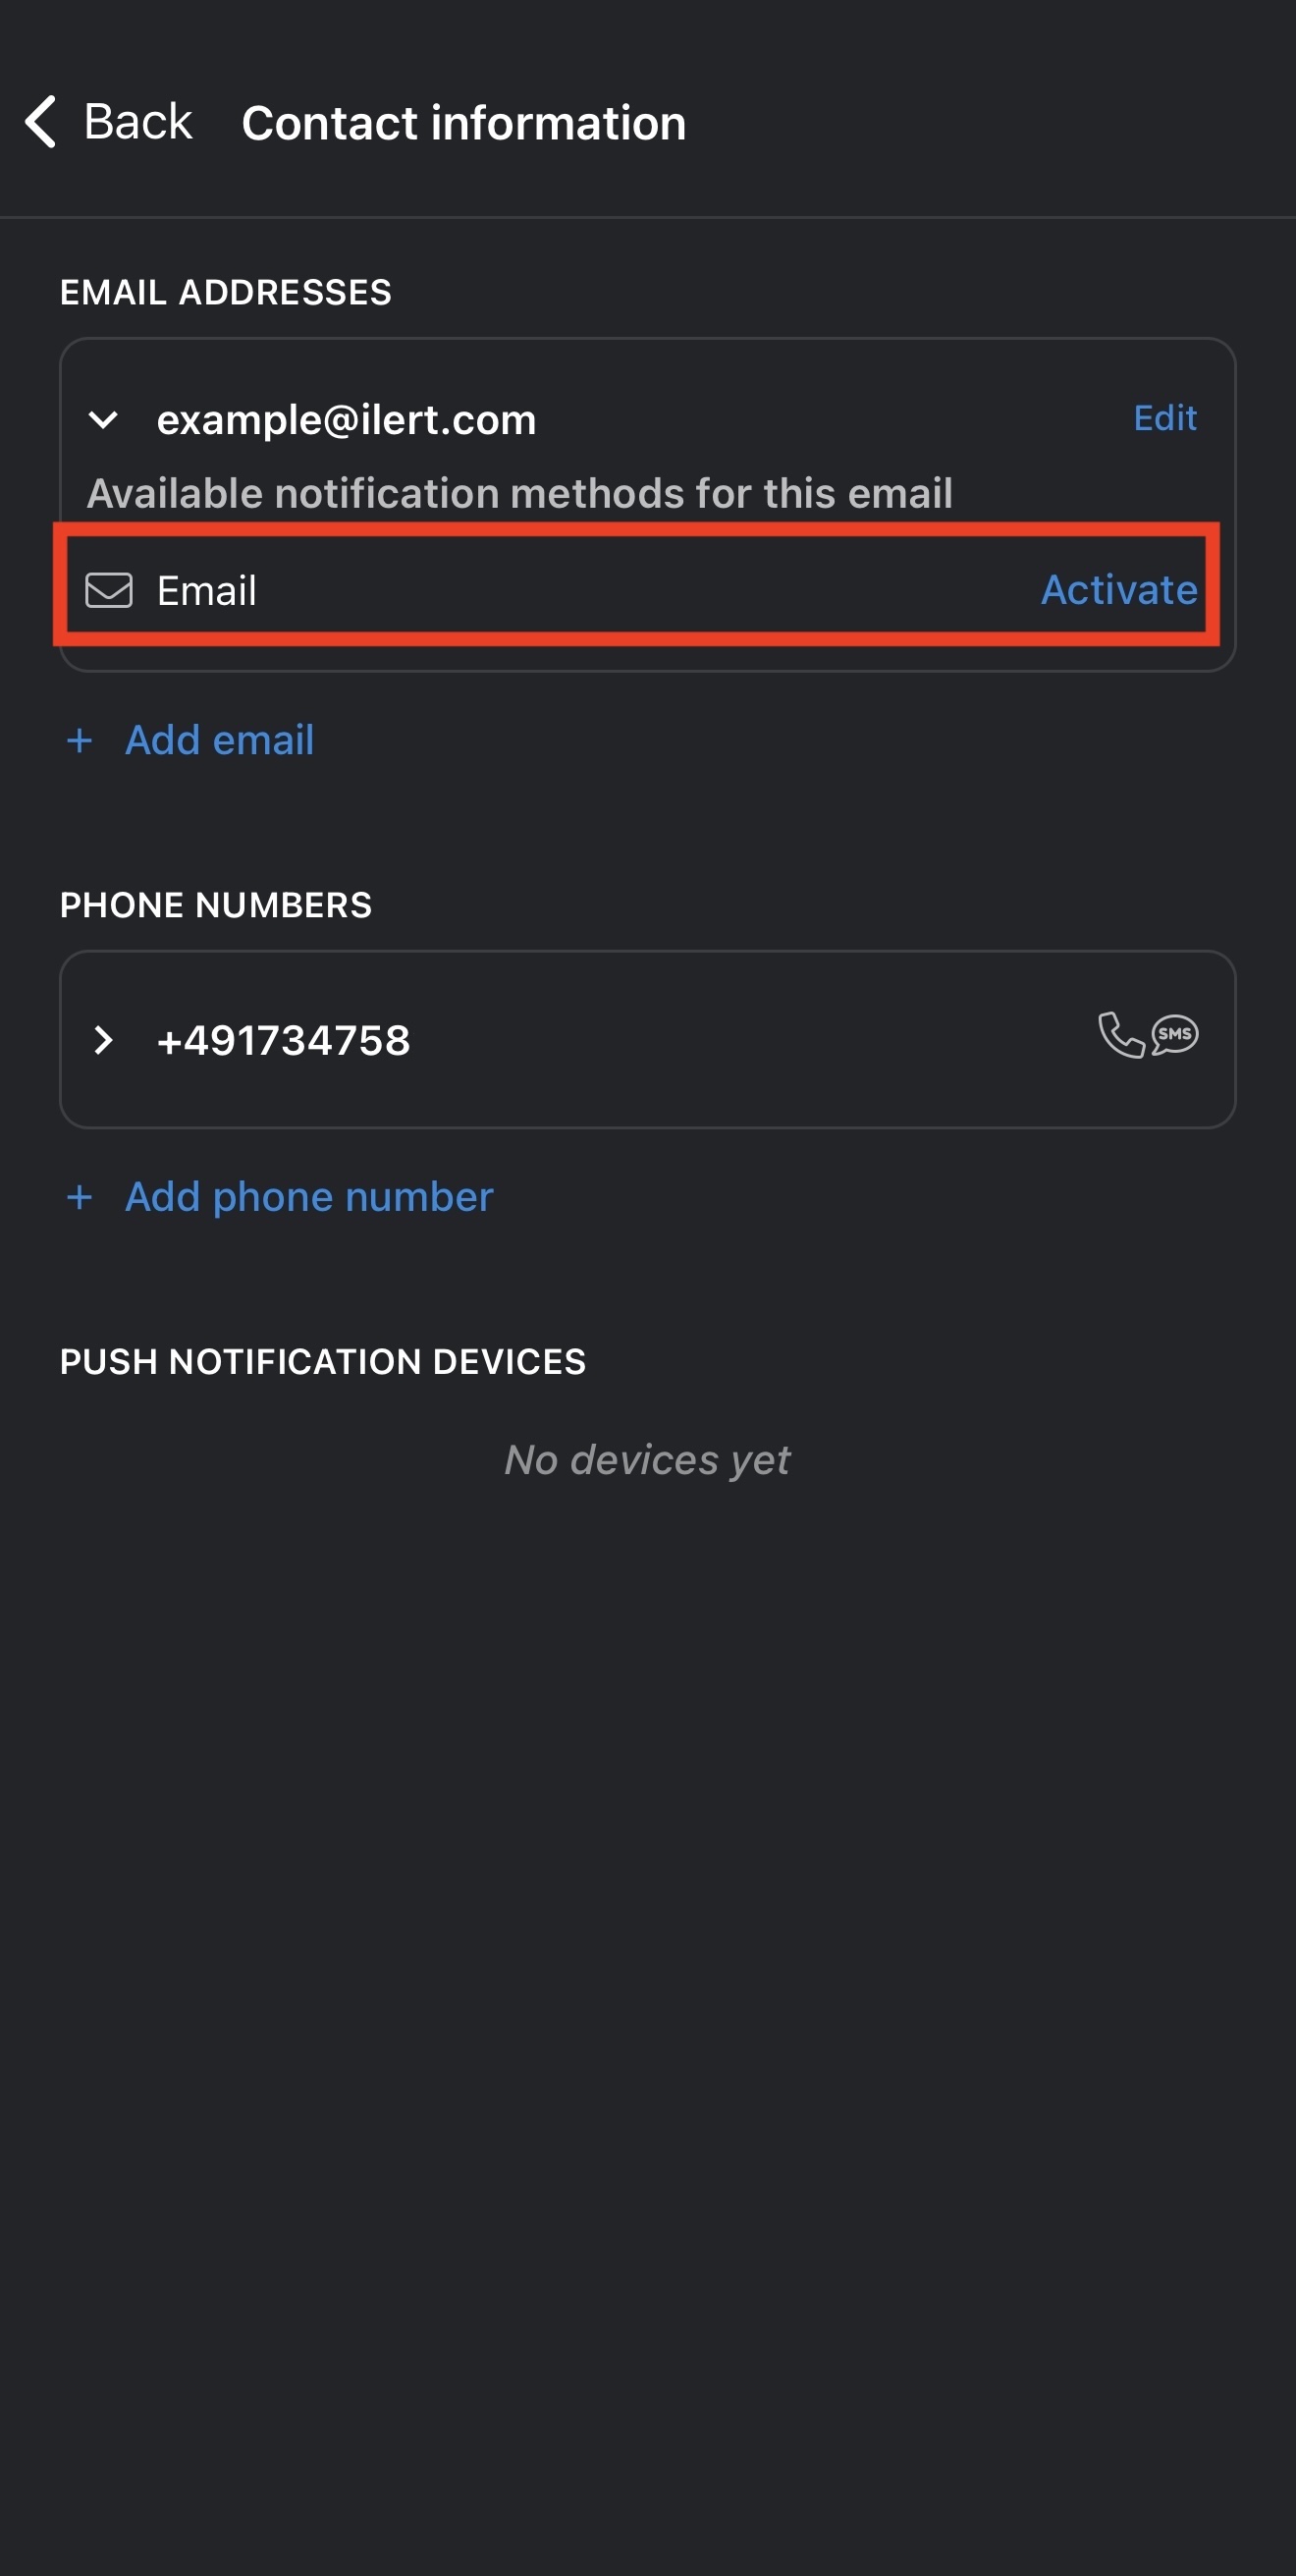 Back Contact information
EMAIL ADDRESSES
example@ilert.com Edit
Available notification methods for this email
Email Activate
+ Add email
PHONE NUMBERS
+491734758 SMS
+ Add phone number
PUSH NOTIFICATION DEVICES
No devices yet